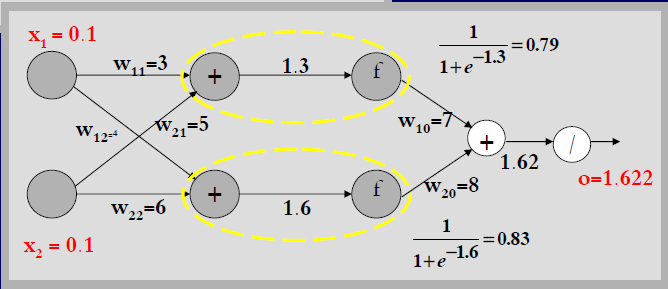 x₁ = 0.1
1
1+e^-1.3
=0.79
w₁₁=3
+
1.3
f
w₁₂₌₄
w₂₁=5
w₁₀=7
+
1.62
/
o=1.622
w₂₂=6
+
1.6
f
w₂₀=8
x₂ = 0.1
1
1+e^-1.6
=0.83